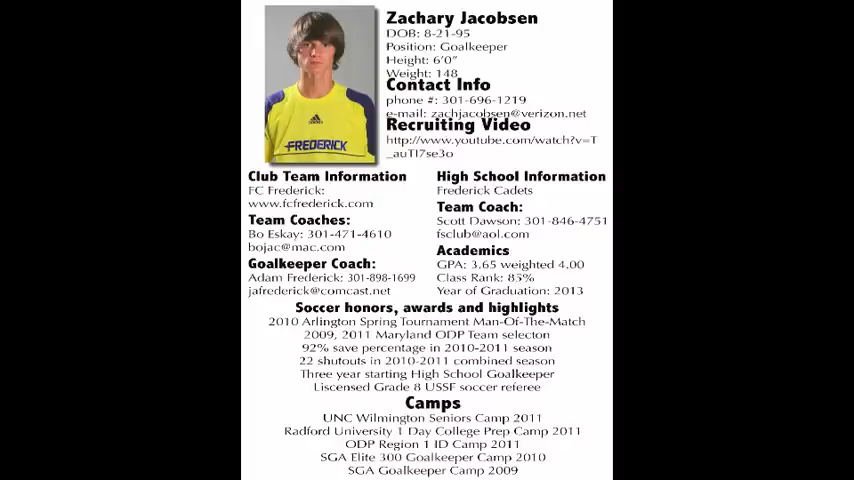 Zachary Jacobsen
DOB: 8-21-95
Position: Goalkeeper
Height: 6'0"
Weight: 148
Contact Info
phone #: 301-696-1219
e-mail: zachjacobsen@verizon.net
Recruiting Video
http://www.youtube.com/watch?v=T
_auTI7se3o
FREDERICK
Club Team Information
FC Frederick:
www.fcfrederick.com
Team Coaches:
Bo Eskay: 301-471-4610
bojac@mac.com
Goalkeeper Coach:
Adam Frederick: 301-898-1699
jafrederick@comcast.net
High School Information
Frederick Cadets
Team Coach:
Scott Dawson: 301-846-4751
fsclub@aol.com
Academics
GPA: 3.65 weighted 4.00
Class Rank: 85%
Year of Graduation: 2013
Soccer honors, awards and highlights
2010 Arlington Spring Tournament Man-Of-The-Match
2009, 2011 Maryland ODP Team selecton
92% save percentage in 2010-2011 season
22 shutouts in 2010-2011 combined season
Three year starting High School Goalkeeper
Liscensed Grade 8 USSF soccer referee
Camps
UNC Wilmington Seniors Camp 2011
Radford University 1 Day College Prep Camp 2011
ODP Region 1 ID Camp 2011
SGA Elite 300 Goalkeeper Camp 2010
SGA Goalkeeper Camp 2009